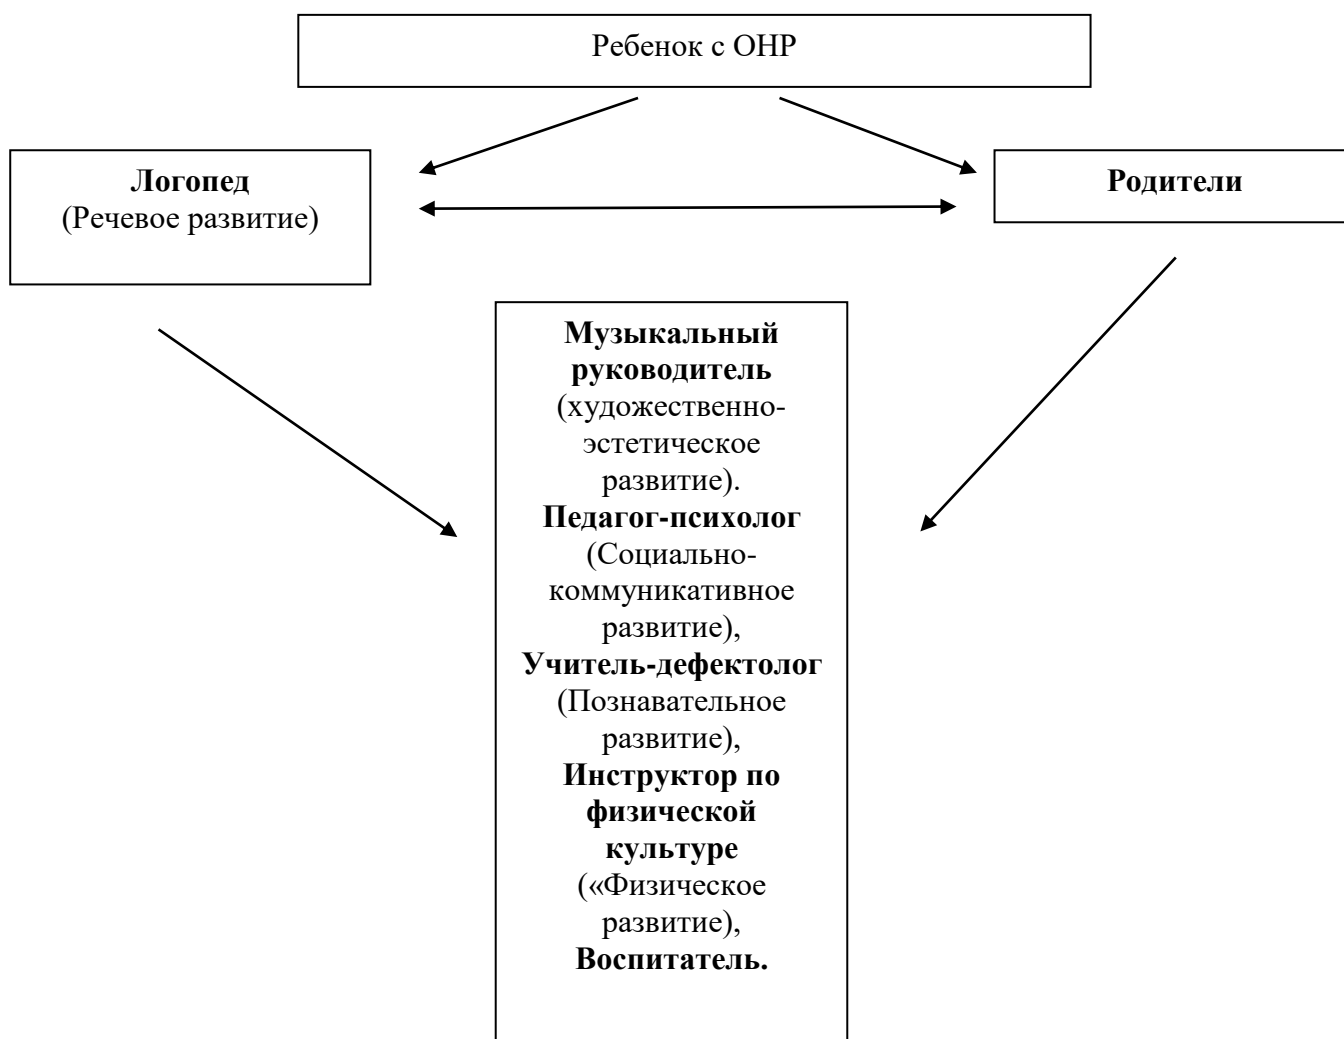 Ребенок с ОНР
Логопед
(Речевое развитие)
Родители
Музыкальный
руководитель
(художественно-
эстетическое
развитие).
Педагог-психолог
(Социально-
коммуникативное
развитие),
Учитель-дефектолог
(Познавательное
развитие),
Инструктор по
физической
культуре
(«Физическое
развитие),
Воспитатель.